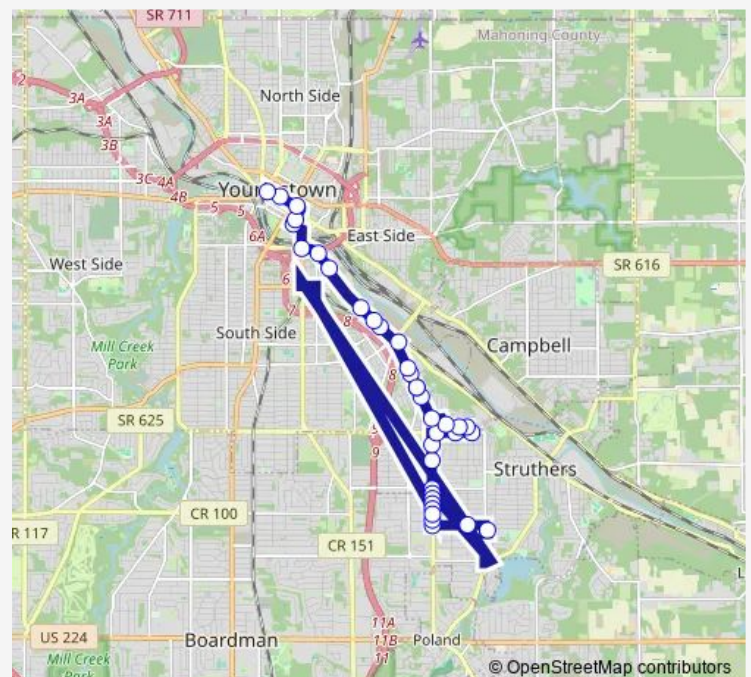 SR 711
Mahoning County
2
3A
North Side
3A
3B
3C
4A
4B
5
5
6A
East Side
West Side
SR 616
6
7
South Side
8
Mill Creek
Park
Campbell
8
SR 625
9
Struthers
CR 100
R 117
CR 151
11A
11B
11
US 224
Boardman
Poland
Mill Creek
Park
© OpenStreetMap contributors